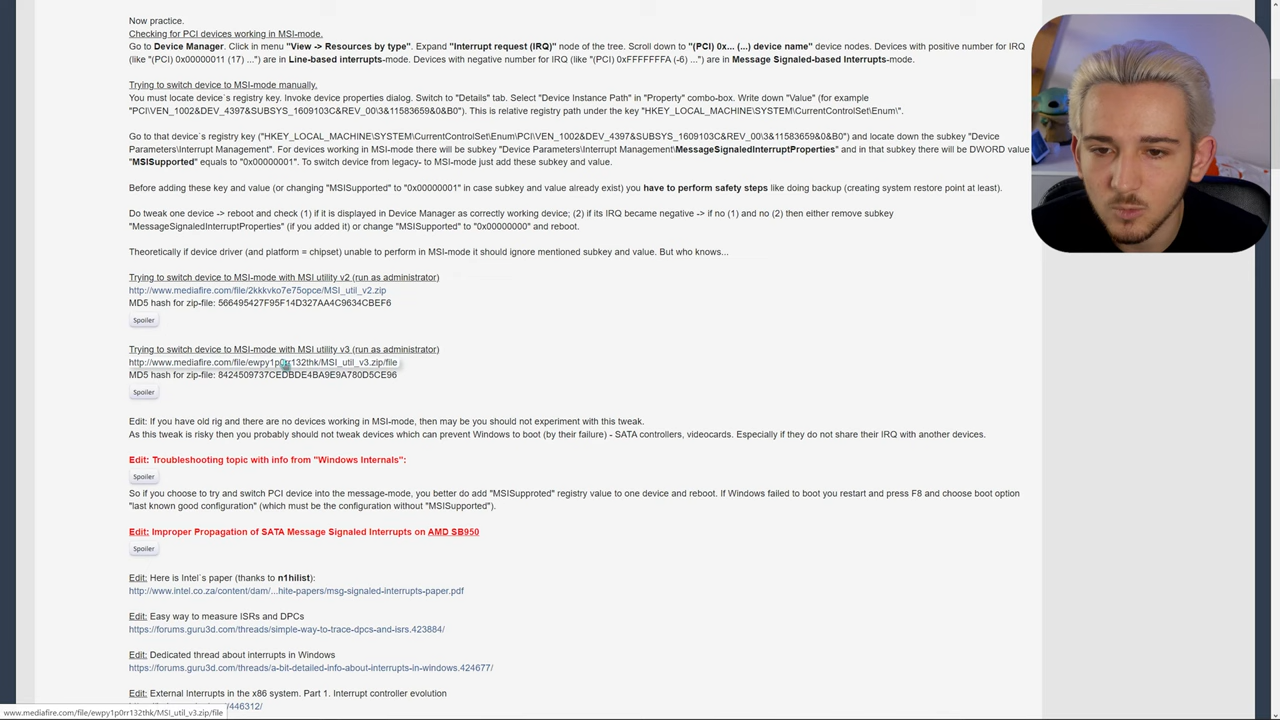 Now practice.
Checking for PCI devices working in MSI-mode.
Go to Device Manager. Click in menu "View -> Resources by type". Expand "Interrupt request (IRQ)" node of the tree. Scroll down to "(PCI) 0x... (...) device name" device nodes. Devices with positive number for IRQ
(like "(PCI) 0x00000011 (17) ...") are in Line-based interrupts-mode. Devices with negative number for IRQ (like "(PCI) 0xFFFFFFFA (-6) ...") are in Message Signaled-based Interrupts-mode.
Trying to switch device to MSI-mode manually.
You must locate device`s registry key. Invoke device properties dialog. Switch to "Details" tab. Select "Device Instance Path" in "Property" combo-box. Write down "Value" (for example
"PCI\VEN_1002&DEV_4397&SUBSYS_1609103C&REV_00\3&11583659&0&B0"). This is relative registry path under the key "HKEY_LOCAL_MACHINE\SYSTEM\CurrentControlSet\Enum\".
Go to that device`s registry key ("HKEY_LOCAL_MACHINE\SYSTEM\CurrentControlSet\Enum\PCI\VEN_1002&DEV_4397&SUBSYS_1609103C&REV_00\3&11583659&0&B0") and locate down the subkey "Device
Parameters\Interrupt Management". For devices working in MSI-mode there will be subkey "Device Parameters\Interrupt Management\MessageSignaledInterruptProperties" and in that subkey there will be DWORD value
"MSISupported" equals to "0x00000001". To switch device from legacy- to MSI-mode just add these subkey and value.
Before adding these key and value (or changing "MSISupported" to "0x00000001" in case subkey and value already exist) you have to perform safety steps like doing backup (creating system restore point at least).
Do tweak one device -> reboot and check (1) if it is displayed in Device Manager as correctly working device; (2) if its IRQ became negative -> if no (1) and no (2) then either remove subkey
"MessageSignaledInterruptProperties" (if you added it) or change "MSISupported" to "0x00000000" and reboot.
Theoretically if device driver (and platform = chipset) unable to perform in MSI-mode it should ignore mentioned subkey and value. But who knows...
Trying to switch device to MSI-mode with MSI utility v2 (run as administrator)
http://www.mediafire.com/file/2kkkvko7e75opce/MSI_util_v2.zip
MD5 hash for zip-file: 566495427F95F14D327AA4C9634CBEF6
Spoiler
Trying to switch device to MSI-mode with MSI utility v3 (run as administrator)
http://www.mediafire.com/file/ewpy1p0rr132thk/MSI_util_v3.zip/file
MD5 hash for zip-file: 8424509737CEDBDE4BA9E9A780D5CE96
Spoiler
Edit: If you have old rig and there are no devices working in MSI-mode, then may be you should not experiment with this tweak.
As this tweak is risky then you probably should not tweak devices which can prevent Windows to boot (by their failure) - SATA controllers, videocards. Especially if they do not share their IRQ with another devices.
Edit: Troubleshooting topic with info from "Windows Internals":
Spoiler
So if you choose to try and switch PCI device into the message-mode, you better do add "MSISupproted" registry value to one device and reboot. If Windows failed to boot you restart and press F8 and choose boot option
"last known good configuration" (which must be the configuration without "MSISupported").
Edit: Improper Propagation of SATA Message Signaled Interrupts on AMD SB950
Spoiler
Edit: Here is Intel`s paper (thanks to n1hilist):
http://www.intel.co.za/content/dam/...hite-papers/msg-signaled-interrupts-paper.pdf
Edit: Easy way to measure ISRs and DPCs
https://forums.guru3d.com/threads/simple-way-to-trace-dpcs-and-isrs.423884/
Edit: Dedicated thread about interrupts in Windows
https://forums.guru3d.com/threads/a-bit-detailed-info-about-interrupts-in-windows.424677/
Edit: External Interrupts in the x86 system. Part 1. Interrupt controller evolution
/446312/
www.mediafire.com/file/ewpy1p0rr132thk/MSI_util_v3.zip/file